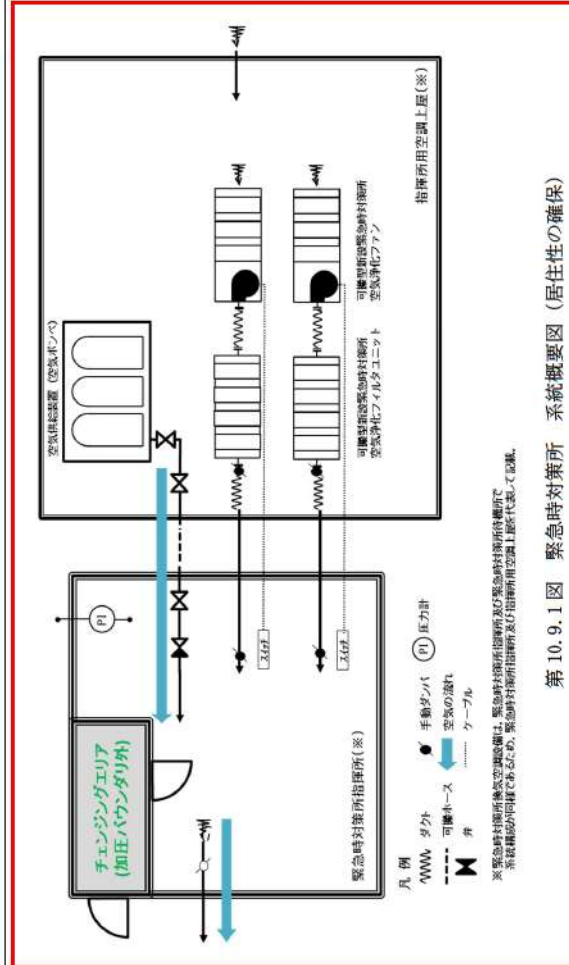 チェンジングエリア
(加圧バウンダリ外)
PI
空気供給装置(空気ボンベ)
スイッチ
スイッチ
緊急時対策所指揮所(※)
可搬型新設緊急時対策所
空気浄化フィルタユニット
可搬型新設緊急時対策所
空気浄化ファン
指揮所用空調上屋(※)
凡 例
ダクト
手動ダンパ
PI 圧力計
可搬ホース
空気の流れ
弁
ケーブル
※緊急時対策所換気空調設備は、緊急時対策所指揮所及び緊急時対策所待機所で
系統構成が同様であるため、緊急時対策所指揮所及び指揮所用空調上屋を代表して記載。
第 10.9.1 図 緊急時対策所 系統概要図(居住性の確保)